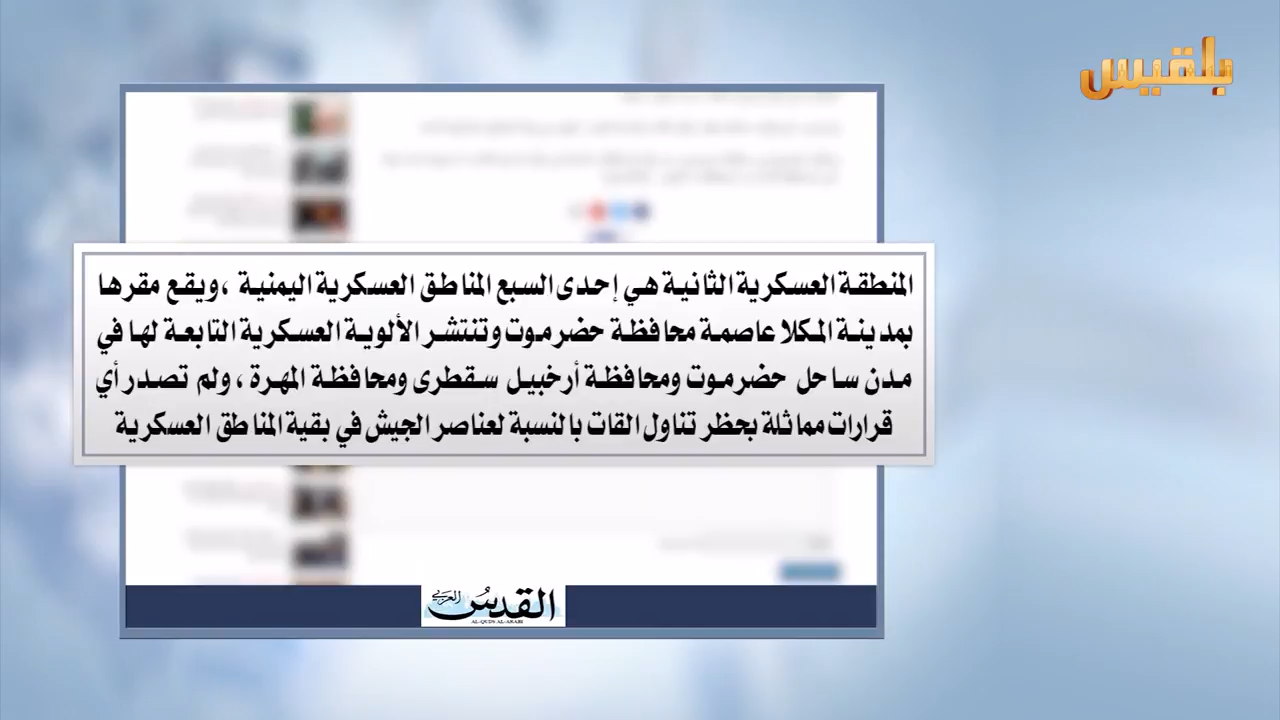 بلقيس
المنطقة العسكرية الثانية هي إحدى السبع المناطق العسكرية اليمنية ،ويقع مقرها
بمدينة المكلا عاصمة محافظة حضرموت وتنتشر الألوية العسكرية التابعة لها في
مدن ساحل حضرموت ومحافظة أرخبيل سقطرى ومحافظة المهرة ، ولم تصدر أي
قرارات مماثلة بحظر تناول القات بالنسبة لعناصر الجيش في بقية المناطق العسكرية
القدس العربي
AL-QUDS AL-ARABI